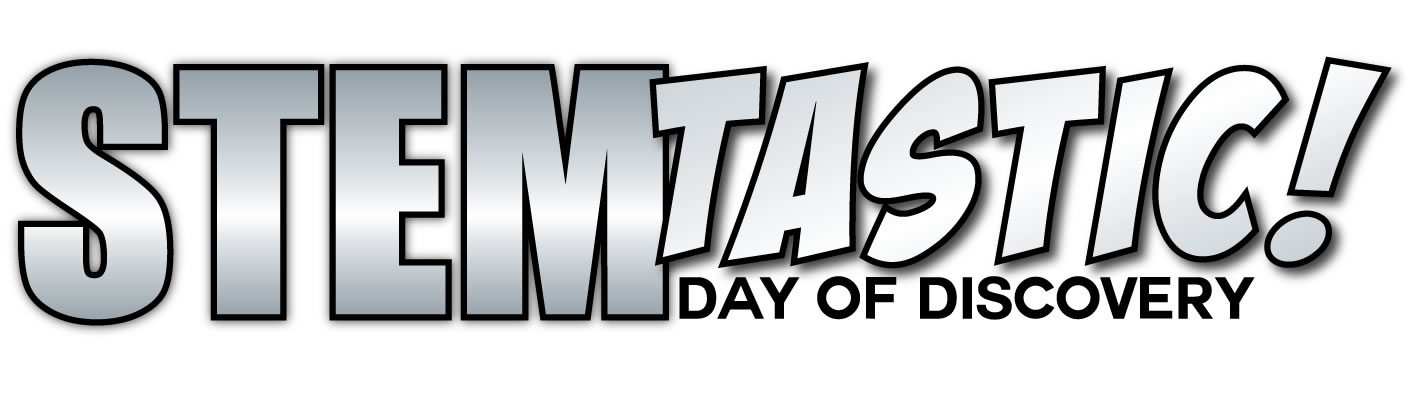 STEMTASTIC!
DAY OF DISCOVERY